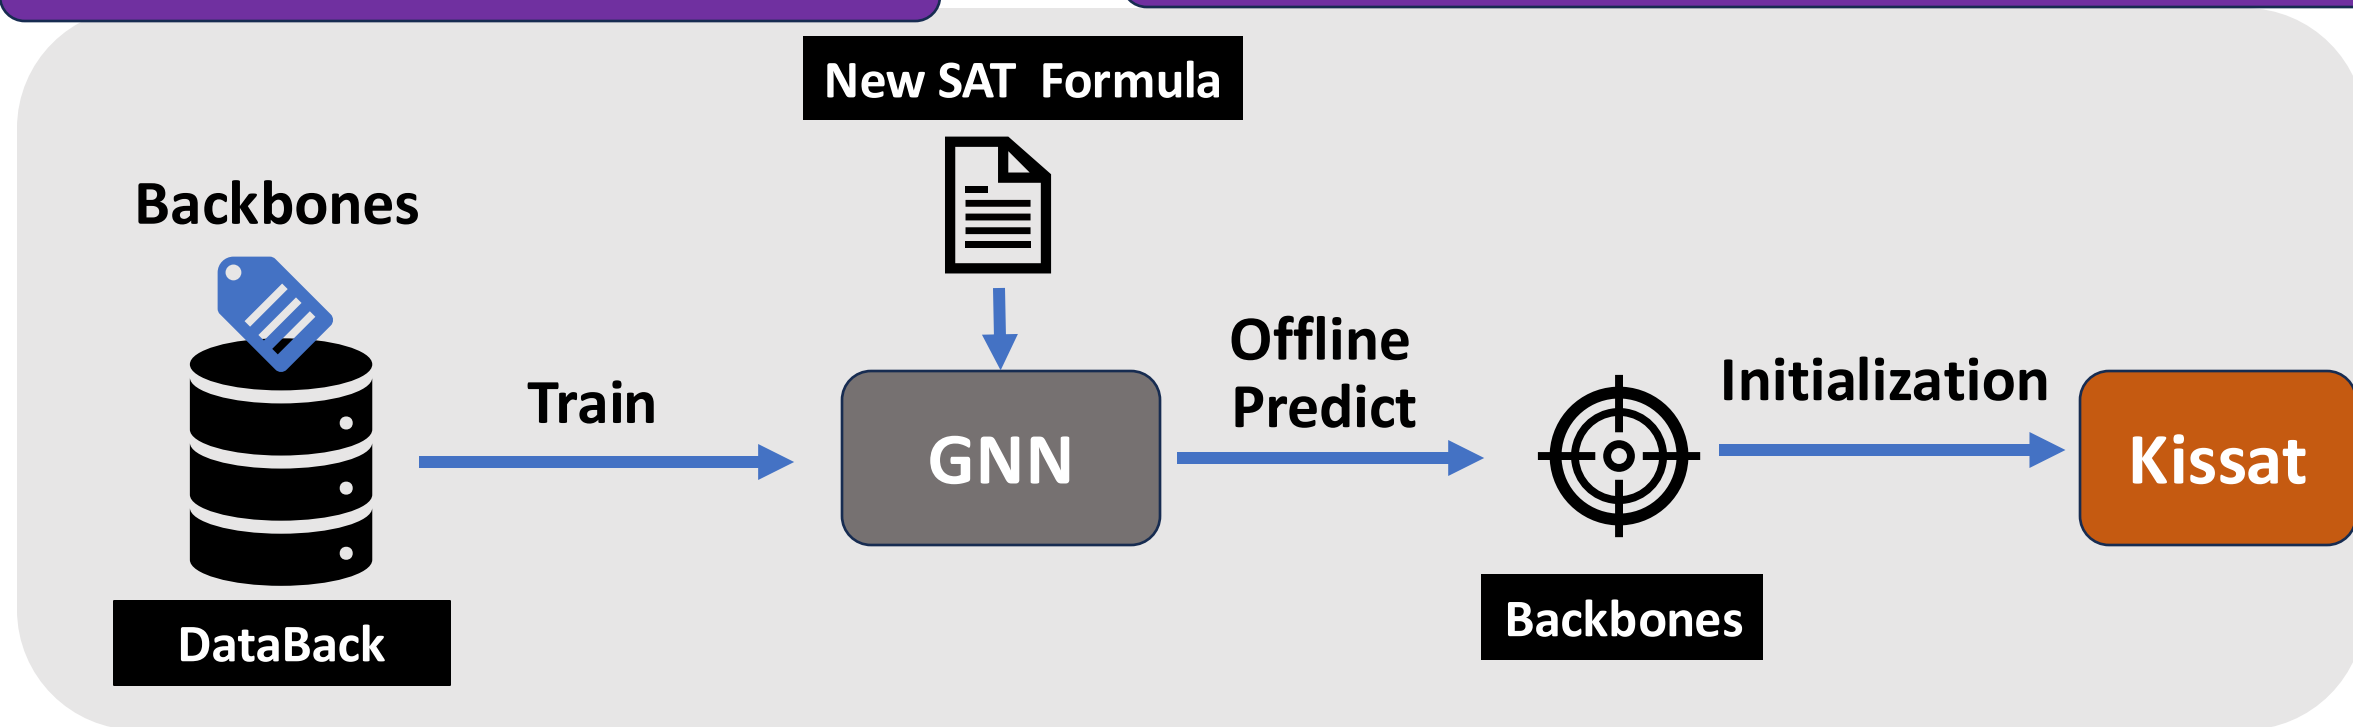 New SAT  Formula
Backbones
Train
Offline
Predict
Initialization
GNN
Kissat
DataBack
Backbones